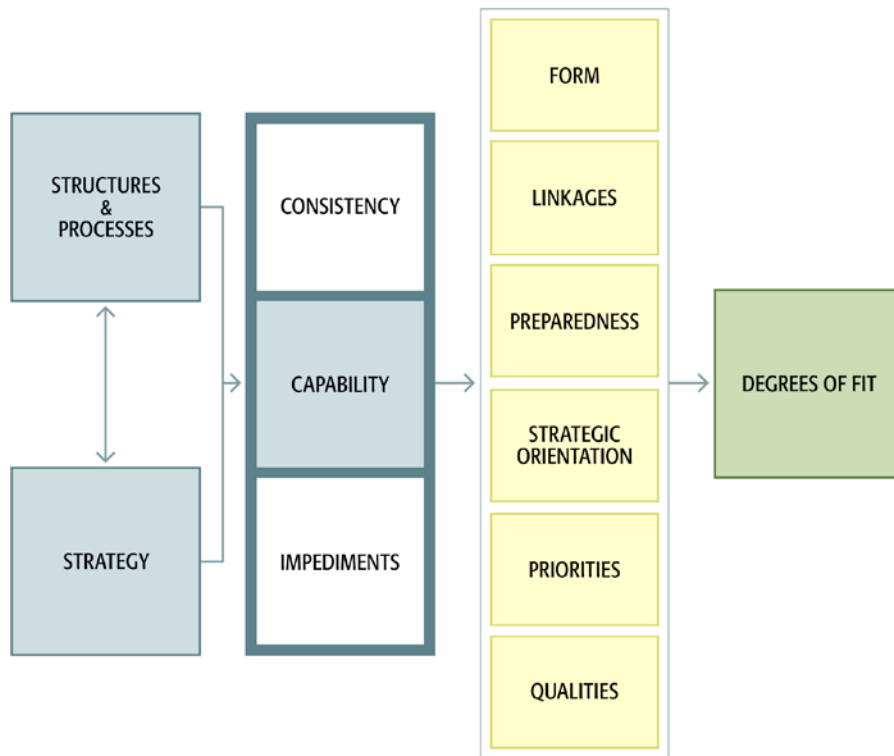 STRUCTURES
&
PROCESSES
STRATEGY
CONSISTENCY
CAPABILITY
IMPEDIMENTS
FORM
LINKAGES
PREPAREDNESS
STRATEGIC
ORIENTATION
PRIORITIES
QUALITIES
DEGREES OF FIT